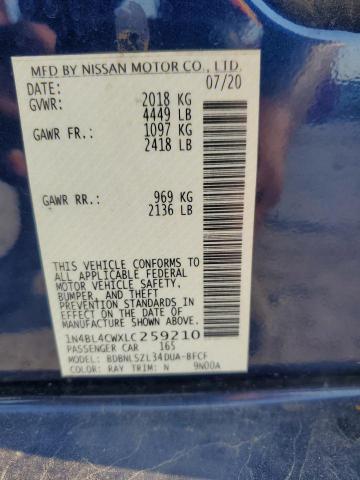 MFD BY NISSAN MOTOR CO., LTD.
DATE: 07/20
GVWR: 2018 KG
4449 LB
GAWR FR.: 1097 KG
2418 LB
GAWR RR.: 969 KG
2136 LB
THIS VEHICLE CONFORMS TO
ALL APPLICABLE FEDERAL
MOTOR VEHICLE SAFETY,
BUMPER, AND THEFT
PREVENTION STANDARDS IN EFFECT
ON THE DATE OF MANUFACTURE
SHOWN ABOVE.
1N4BL4CWXLC259210
PASSENGER CAR 165
MODEL: BDBNLSZL34DUA-BFCF
COLOR: RAY TRIM: N 9N00A